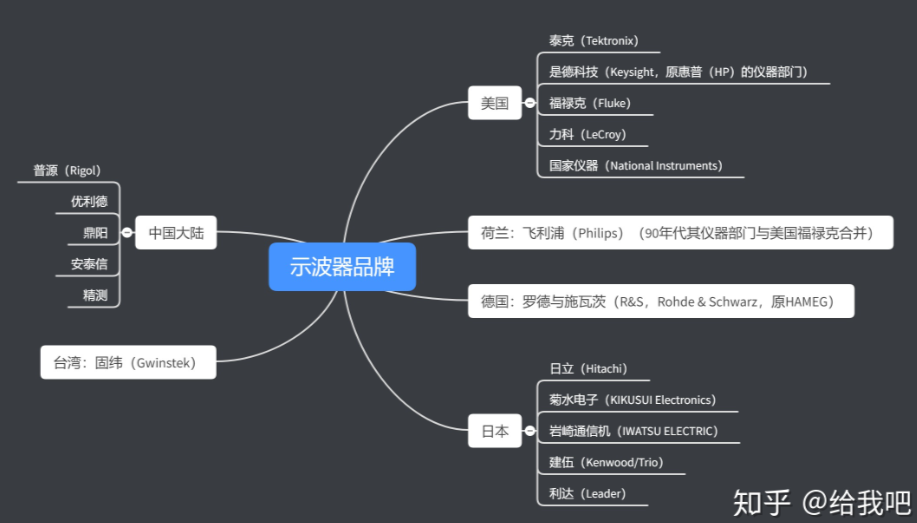 示波器品牌
美国
泰克（Tektronix）
是德科技（Keysight，原惠普（HP）的仪器部门）
福禄克（Fluke）
力科（LeCroy）
国家仪器（National Instruments）
荷兰：飞利浦（Philips）（90年代其仪器部门与美国福禄克合并）
德国：罗德与施瓦茨（R&S，Rohde & Schwarz，原HAMEG）
日本
日立（Hitachi）
菊水电子（KIKUSUI Electronics）
岩崎通信机（IWATSU ELECTRIC）
建伍（Kenwood/Trio）
利达（Leader）
中国大陆
普源（Rigol）
优利德
鼎阳
安泰信
精测
台湾：固纬（Gwinstek）
知乎 @给我吧